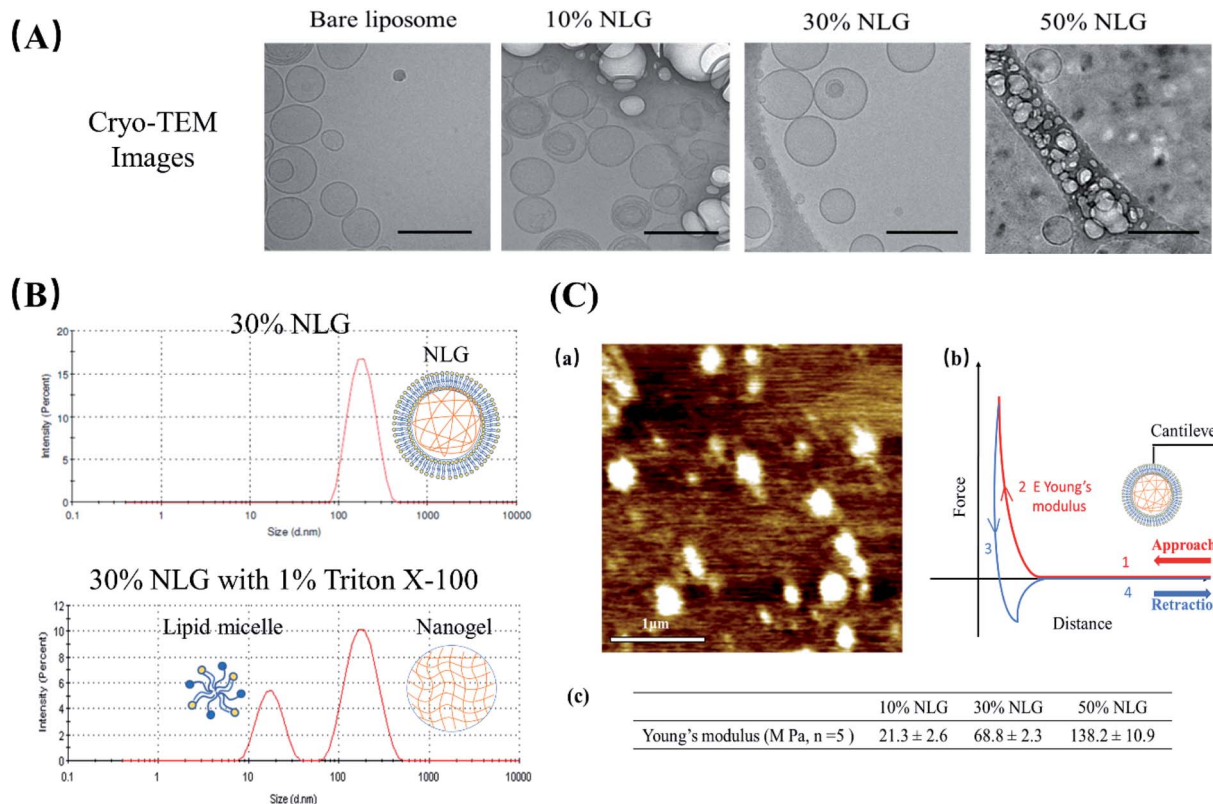 (A)
Bare liposome 10% NLG 30% NLG 50% NLG
Cryo-TEM
Images
(B)
30% NLG
NLG
Intensity (Percent)
20
15
10
5
0
0.1 1 10 100 1000 10000
Size (d.nm)
30% NLG with 1% Triton X-100
Lipid micelle Nanogel
Intensity (Percent)
12
10
8
6
4
2
0
0.1 1 10 100 1000 10000
Size (d.nm)
(C)
(a)
1μm
(b)
Force
Cantileve
2 E Young's
modulus
3
1 Approach
4 Retraction
Distance
(c)
10% NLG 30% NLG 50% NLG
Young's modulus (M Pa, n =5 ) 21.3 ± 2.6 68.8 ± 2.3 138.2 ± 10.9